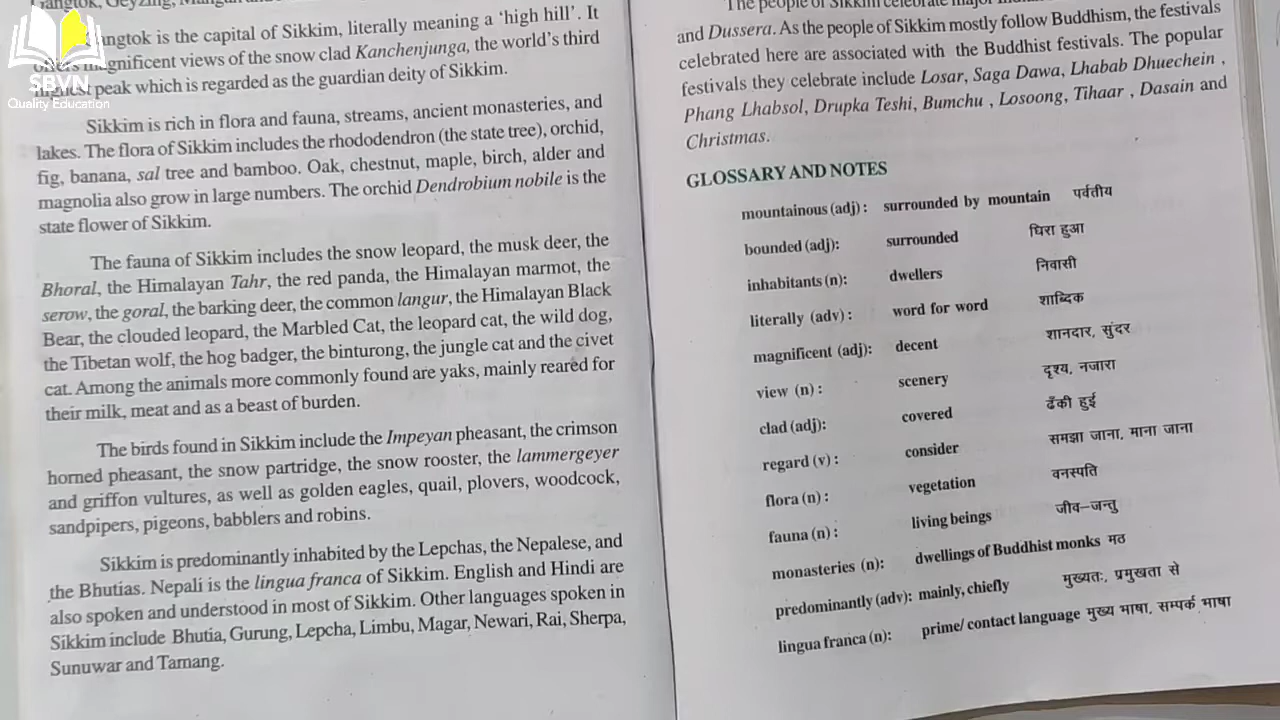 Gangtok, Geyzing, Mangan and
Gangtok is the capital of Sikkim, literally meaning a 'high hill'. It
offers magnificent views of the snow clad Kanchenjunga, the world's third
highest peak which is regarded as the guardian deity of Sikkim.
Sikkim is rich in flora and fauna, streams, ancient monasteries, and
lakes. The flora of Sikkim includes the rhododendron (the state tree), orchid,
fig, banana, sal tree and bamboo. Oak, chestnut, maple, birch, alder and
magnolia also grow in large numbers. The orchid Dendrobium nobile is the
state flower of Sikkim.
The fauna of Sikkim includes the snow leopard, the musk deer, the
Bhoral, the Himalayan Tahr, the red panda, the Himalayan marmot, the
serow, the goral, the barking deer, the common langur, the Himalayan Black
Bear, the clouded leopard, the Marbled Cat, the leopard cat, the wild dog,
the Tibetan wolf, the hog badger, the binturong, the jungle cat and the civet
cat. Among the animals more commonly found are yaks, mainly reared for
their milk, meat and as a beast of burden.
The birds found in Sikkim include the Impeyan pheasant, the crimson
horned pheasant, the snow partridge, the snow rooster, the lammergeyer
and griffon vultures, as well as golden eagles, quail, plovers, woodcock,
sandpipers, pigeons, babblers and robins.
Sikkim is predominantly inhabited by the Lepchas, the Nepalese, and
the Bhutias. Nepali is the lingua franca of Sikkim. English and Hindi are
also spoken and understood in most of Sikkim. Other languages spoken in
Sikkim include Bhutia, Gurung, Lepcha, Limbu, Magar, Newari, Rai, Sherpa,
Sunuwar and Tamang.
The people of Sikkim celebrate major
and Dussera. As the people of Sikkim mostly follow Buddhism, the festivals
celebrated here are associated with the Buddhist festivals. The popular
festivals they celebrate include Losar, Saga Dawa, Lhabab Dhuechein ,
Phang Lhabsol, Drupka Teshi, Bumchu , Losoong, Tihaar , Dasain and
Christmas.
GLOSSARY AND NOTES
mountainous (adj) : surrounded by mountain पर्वतीय
bounded (adj): surrounded घिरा हुआ
inhabitants (n): dwellers निवासी
literally (adv) : word for word शाब्दिक
magnificent (adj): decent शानदार, सुंदर
view (n) : scenery दृश्य, नजारा
clad (adj): covered ढँकी हुई
regard (v) : consider समझा जाना, माना जाना
flora (n) : vegetation वनस्पति
fauna (n) : living beings जीव-जन्तु
monasteries (n): dwellings of Buddhist monks मठ
predominantly (adv): mainly, chiefly मुख्यतः, प्रमुखता से
lingua franca (n): prime/ contact language मुख्य भाषा, सम्पर्क भाषा
SBVN
Quality Education